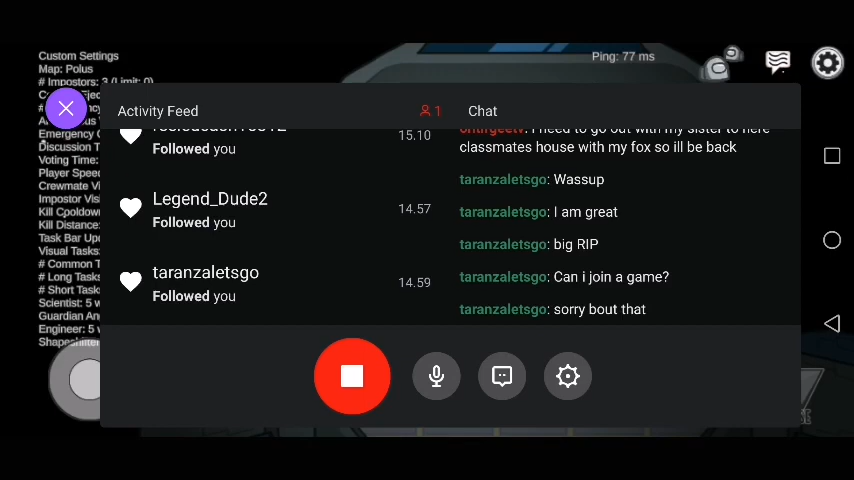 Custom Settings
Ping: 77 ms
Map: Polus
# Impostors: 3 (Limit: 0)
Activity Feed
1
Chat
Emergency
Discussion T
Voting Time:
Player Speed
Crewmate Vi
Impostor Visi
Kill Cooldown
Kill Distance:
Task Bar Upd
Visual Tasks:
# Common T
# Long Tasks
# Short Tasks
Scientist: 5 w
Guardian Ang
Engineer: 5 w
Shapeshifter
15.10
Followed you
Legend_Dude2
14.57
Followed you
taranzaletsgo
14.59
Followed you
I need to go out with my sister to here
classmates house with my fox so ill be back
taranzaletsgo: Wassup
taranzaletsgo: I am great
taranzaletsgo: big RIP
taranzaletsgo: Can i join a game?
taranzaletsgo: sorry bout that